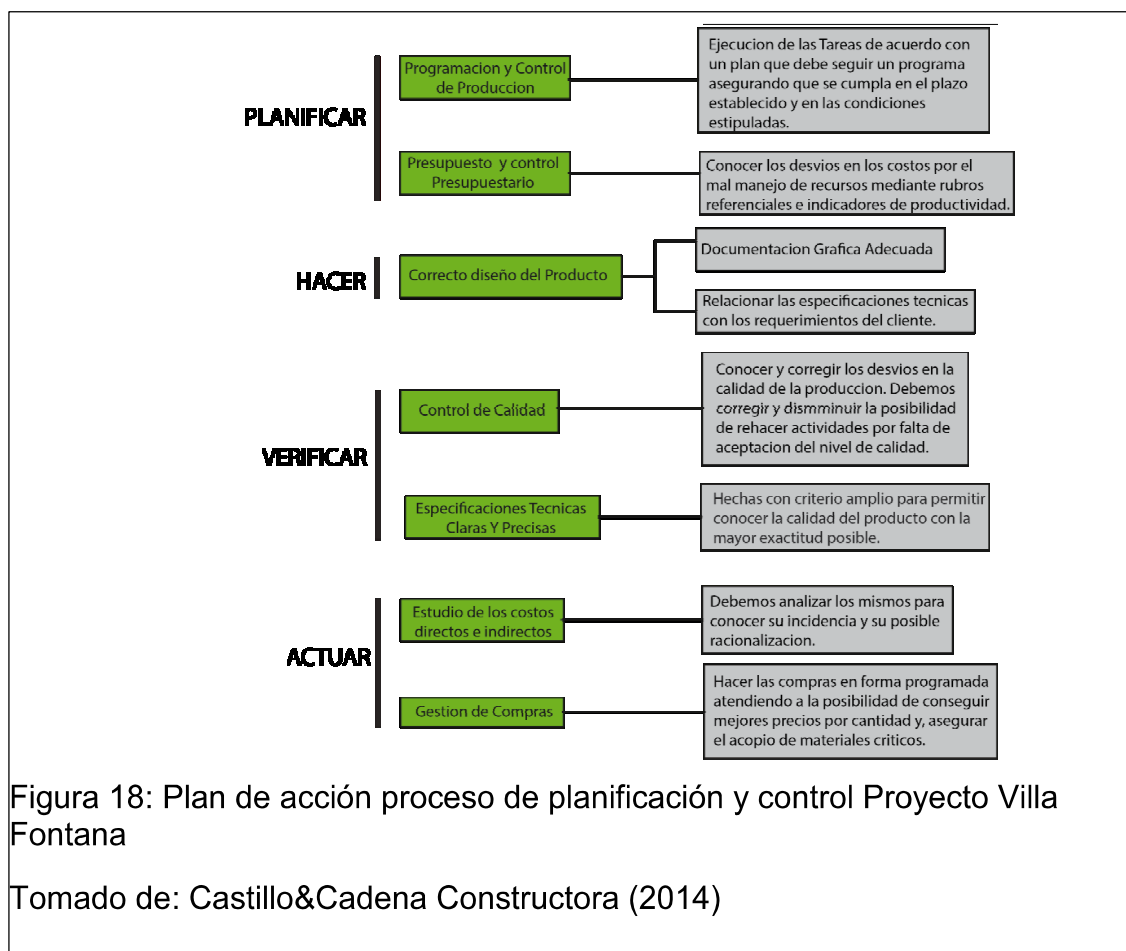 PLANIFICAR
Programacion y Control
de Produccion
Ejecucion de las Tareas de acuerdo con
un plan que debe seguir un programa
asegurando que se cumpla en el plazo
establecido y en las condiciones
estipuladas.
Presupuesto y control
Presupuestario
Conocer los desvios en los costos por el
mal manejo de recursos mediante rubros
referenciales e indicadores de productividad.
HACER
Correcto diseño del Producto
Documentacion Grafica Adecuada
Relacionar las especificaciones tecnicas
con los requerimientos del cliente.
VERIFICAR
Control de Calidad
Conocer y corregir los desvios en la
calidad de la produccion. Debemos
corregir y dismminuir la posibilidad
de rehacer actividades por falta de
aceptacion del nivel de calidad.
Especificaciones Tecnicas
Claras Y Precisas
Hechas con criterio amplio para permitir
conocer la calidad del producto con la
mayor exactitud posible.
ACTUAR
Estudio de los costos
directos e indirectos
Debemos analizar los mismos para
conocer su incidencia y su posible
racionalizacion.
Gestion de Compras
Hacer las compras en forma programada
atendiendo a la posibilidad de conseguir
mejores precios por cantidad y, asegurar
el acopio de materiales criticos.
Figura 18: Plan de acción proceso de planificación y control Proyecto Villa
Fontana
Tomado de: Castillo&Cadena Constructora (2014)